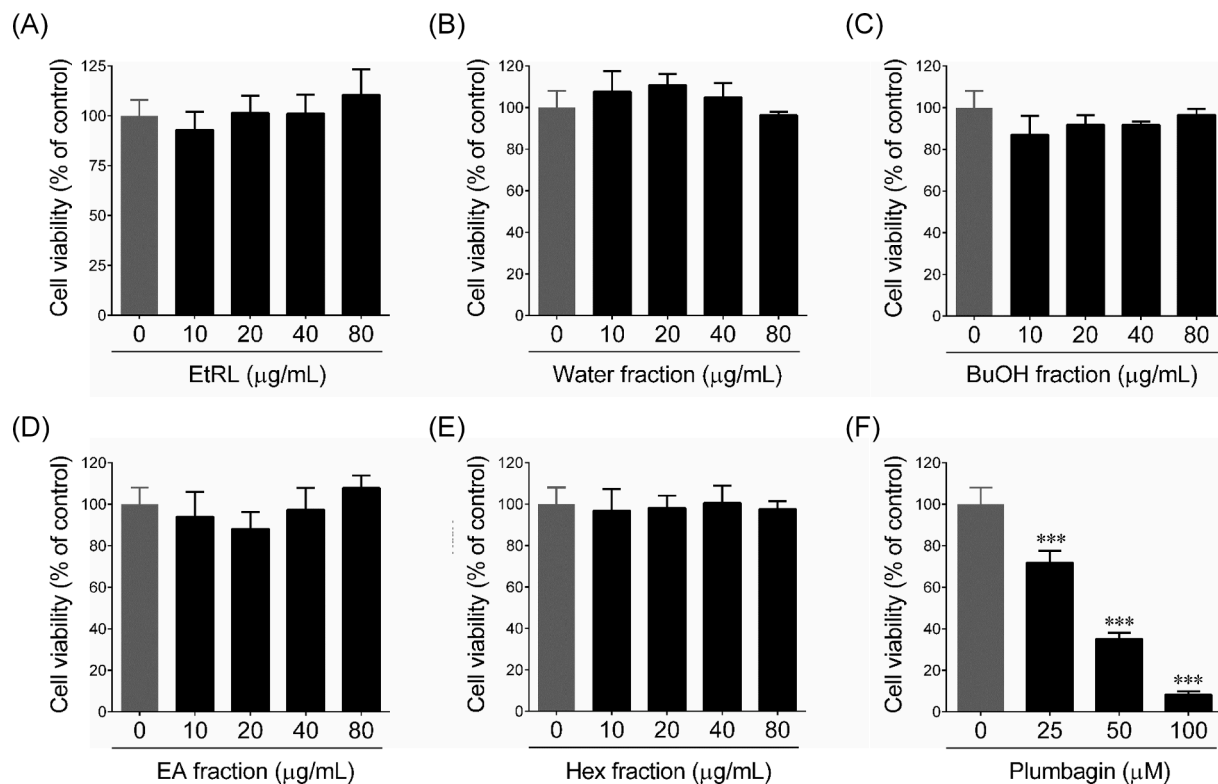 (A)
Cell viability (% of control)
125
100
75
50
25
0
0 10 20 40 80
EtRL (μg/mL)
(B)
Cell viability (% of control)
120
100
80
60
40
20
0
0 10 20 40 80
Water fraction (μg/mL)
(C)
Cell viability (% of control)
120
100
80
60
40
20
0
0 10 20 40 80
BuOH fraction (μg/mL)
(D)
Cell viability (% of control)
120
100
80
60
40
20
0
0 10 20 40 80
EA fraction (μg/mL)
(E)
Cell viability (% of control)
120
100
80
60
40
20
0
0 10 20 40 80
Hex fraction (μg/mL)
(F)
Cell viability (% of control)
120
100
80
60
40
20
0
***
***
***
0 25 50 100
Plumbagin (μM)